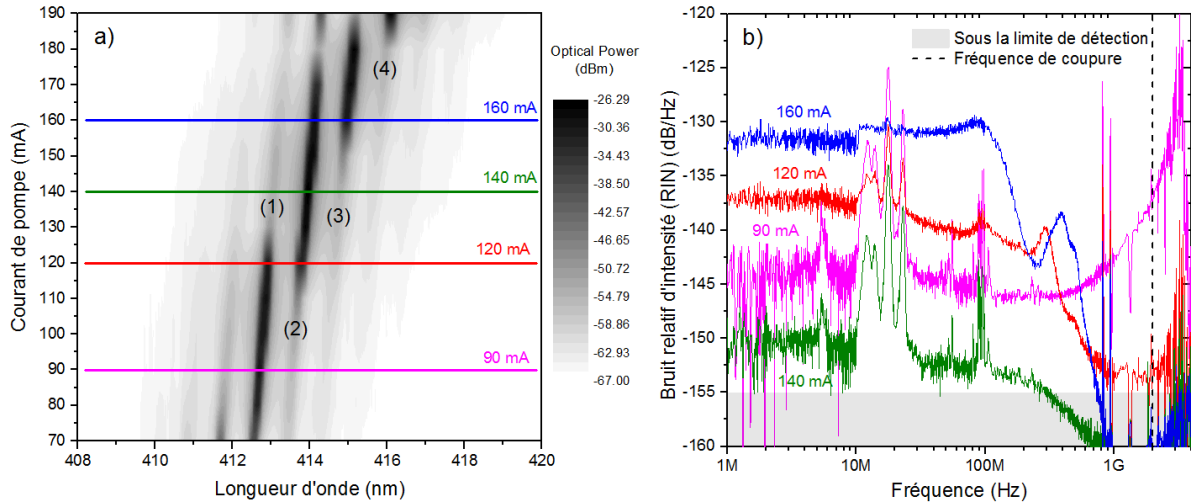 a)
190
180
170
160
150
140
130
120
110
100
90
80
70
Courant de pompe (mA)
408 410 412 414 416 418 420
Longueur d'onde (nm)
160 mA
140 mA
120 mA
90 mA
(1)
(2)
(3)
(4)
Optical Power
(dBm)
-26.29
-30.36
-34.43
-38.50
-42.57
-46.65
-50.72
-54.79
-58.86
-62.93
-67.00
b)
-120
-125
-130
-135
-140
-145
-150
-155
-160
Bruit relatif d'intensité (RIN) (dB/Hz)
1M 10M 100M 1G
Fréquence (Hz)
Sous la limite de détection
Fréquence de coupure
160 mA
120 mA
90 mA
140 mA